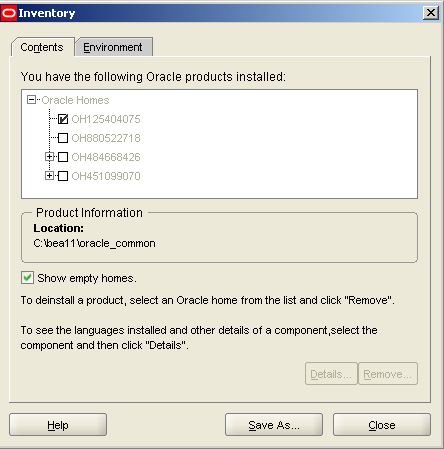 Inventory
Contents
Environment
You have the following Oracle products installed:
Oracle Homes
OH125404075
OH880522718
OH484668426
OH451099070
Product Information
Location:
C:\bea11\oracle_common
Show empty homes.
To deinstall a product, select an Oracle home from the list and click "Remove".
To see the languages installed and other details of a component,select the
component and then click "Details".
Details...
Remove...
Help
Save As...
Close